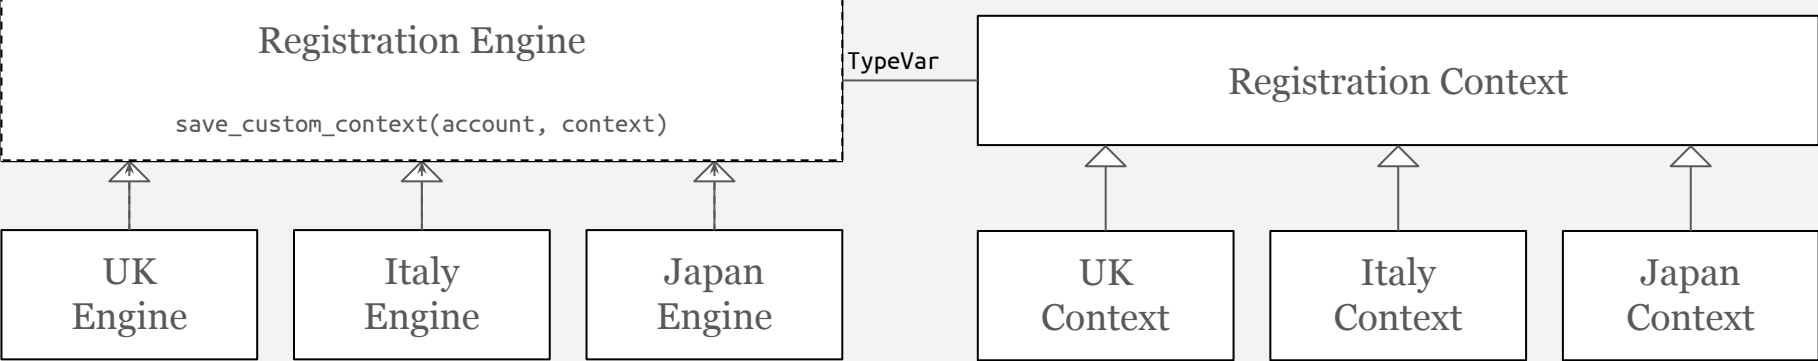 Registration Engine
save_custom_context(account, context)
TypeVar
Registration Context
UK
Engine
Italy
Engine
Japan
Engine
UK
Context
Italy
Context
Japan
Context